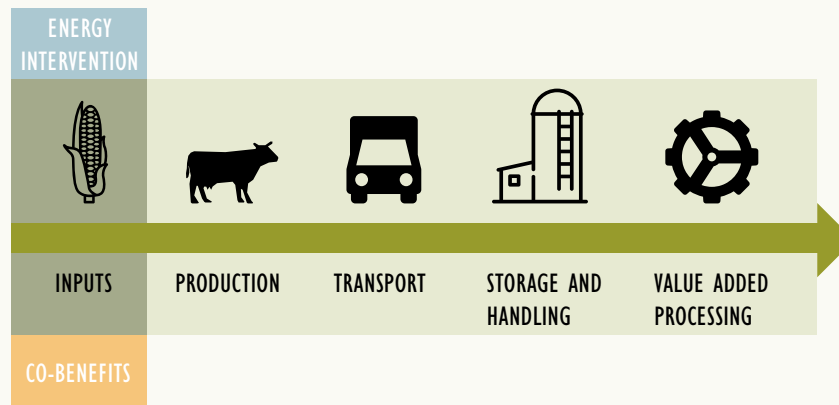 ENERGY
INTERVENTION
INPUTS
PRODUCTION
TRANSPORT
STORAGE AND
HANDLING
VALUE ADDED
PROCESSING
CO-BENEFITS